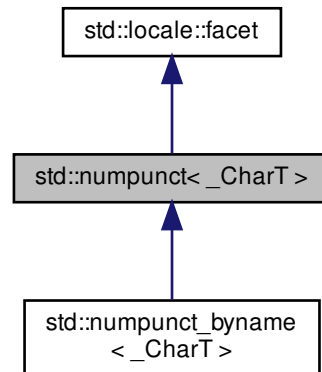 std::locale::facet
std::numpunct< _CharT >
std::numpunct_byname
< _CharT >